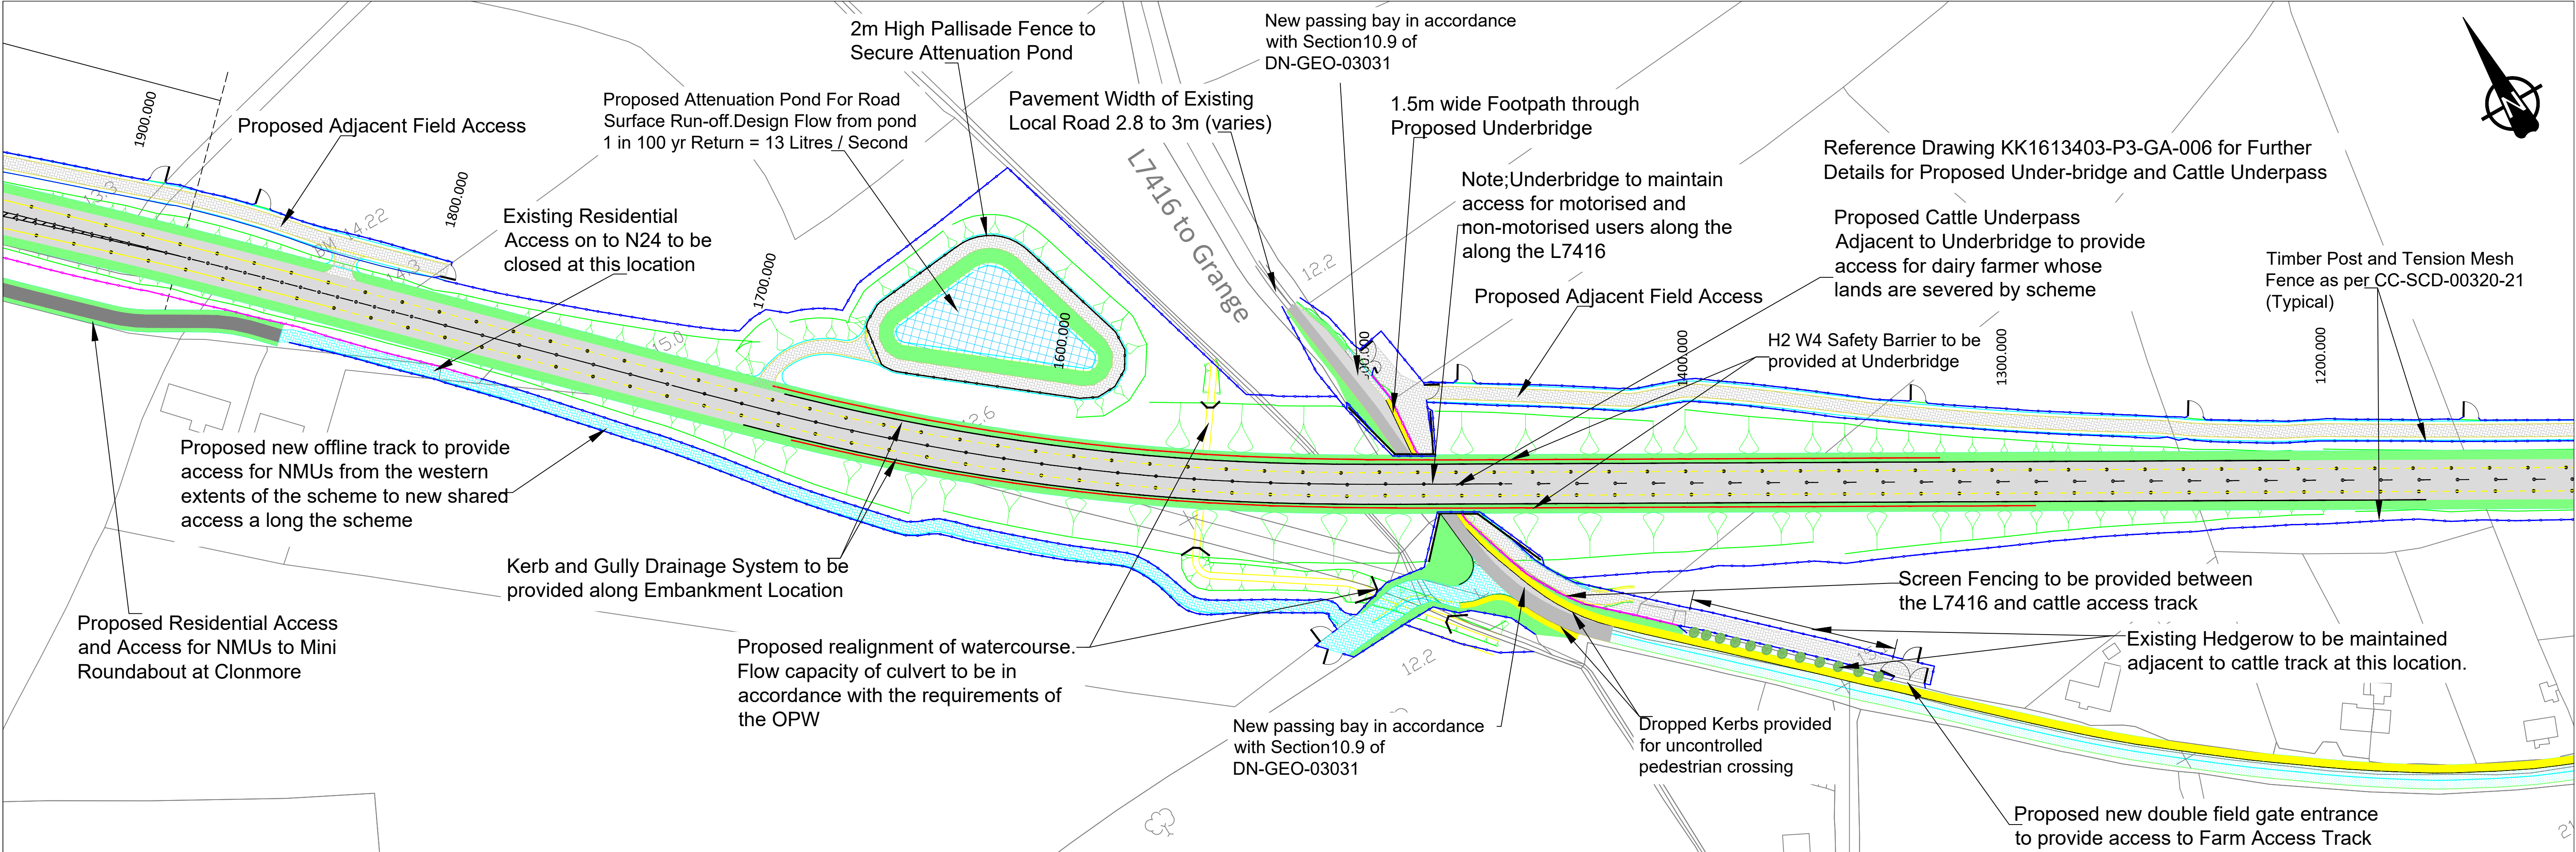 2m High Pallisade Fence to
Secure Attenuation Pond
New passing bay in accordance
with Section10.9 of
DN-GEO-03031
Proposed Adjacent Field Access
Proposed Attenuation Pond For Road
Surface Run-off.Design Flow from pond
1 in 100 yr Return = 13 Litres / Second
Pavement Width of Existing
Local Road 2.8 to 3m (varies)
1.5m wide Footpath through
Proposed Underbridge
Reference Drawing KK1613403-P3-GA-006 for Further
Details for Proposed Under-bridge and Cattle Underpass
Note;Underbridge to maintain
access for motorised and
non-motorised users along the
along the L7416
Existing Residential
Access on to N24 to be
closed at this location
Proposed Cattle Underpass
Adjacent to Underbridge to provide
access for dairy farmer whose
lands are severed by scheme
Timber Post and Tension Mesh
Fence as per CC-SCD-00320-21
(Typical)
Proposed Adjacent Field Access
H2 W4 Safety Barrier to be
provided at Underbridge
L7416 to Grange
1900.000
1800.000
1700.000
1600.000
1400.000
1300.000
1200.000
13.3
14.22
14.3
15.0
12.2
Proposed new offline track to provide
access for NMUs from the western
extents of the scheme to new shared
access a long the scheme
Kerb and Gully Drainage System to be
provided along Embankment Location
Proposed Residential Access
and Access for NMUs to Mini
Roundabout at Clonmore
Proposed realignment of watercourse.
Flow capacity of culvert to be in
accordance with the requirements of
the OPW
12.2
New passing bay in accordance
with Section10.9 of
DN-GEO-03031
Dropped Kerbs provided
for uncontrolled
pedestrian crossing
Screen Fencing to be provided between
the L7416 and cattle access track
Existing Hedgerow to be maintained
adjacent to cattle track at this location.
Proposed new double field gate entrance
to provide access to Farm Access Track